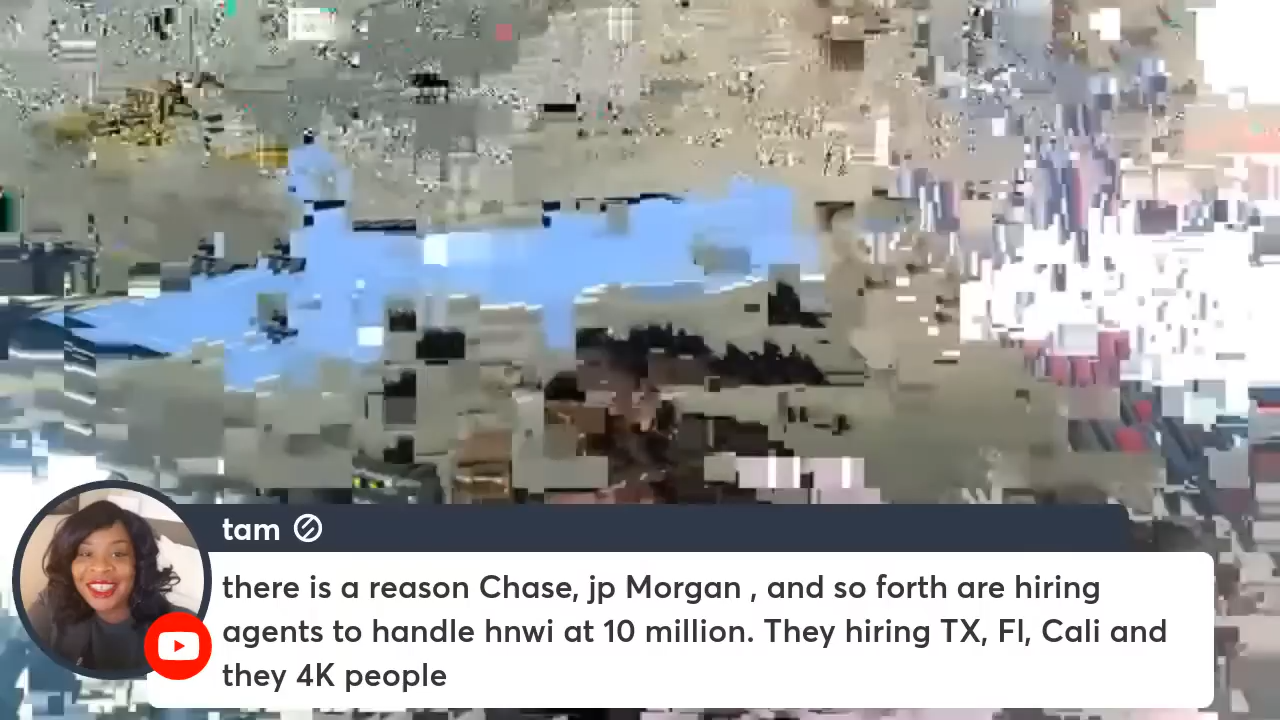 tam
there is a reason Chase, jp Morgan , and so forth are hiring
agents to handle hnwi at 10 million. They hiring TX, Fl, Cali and
they 4K people